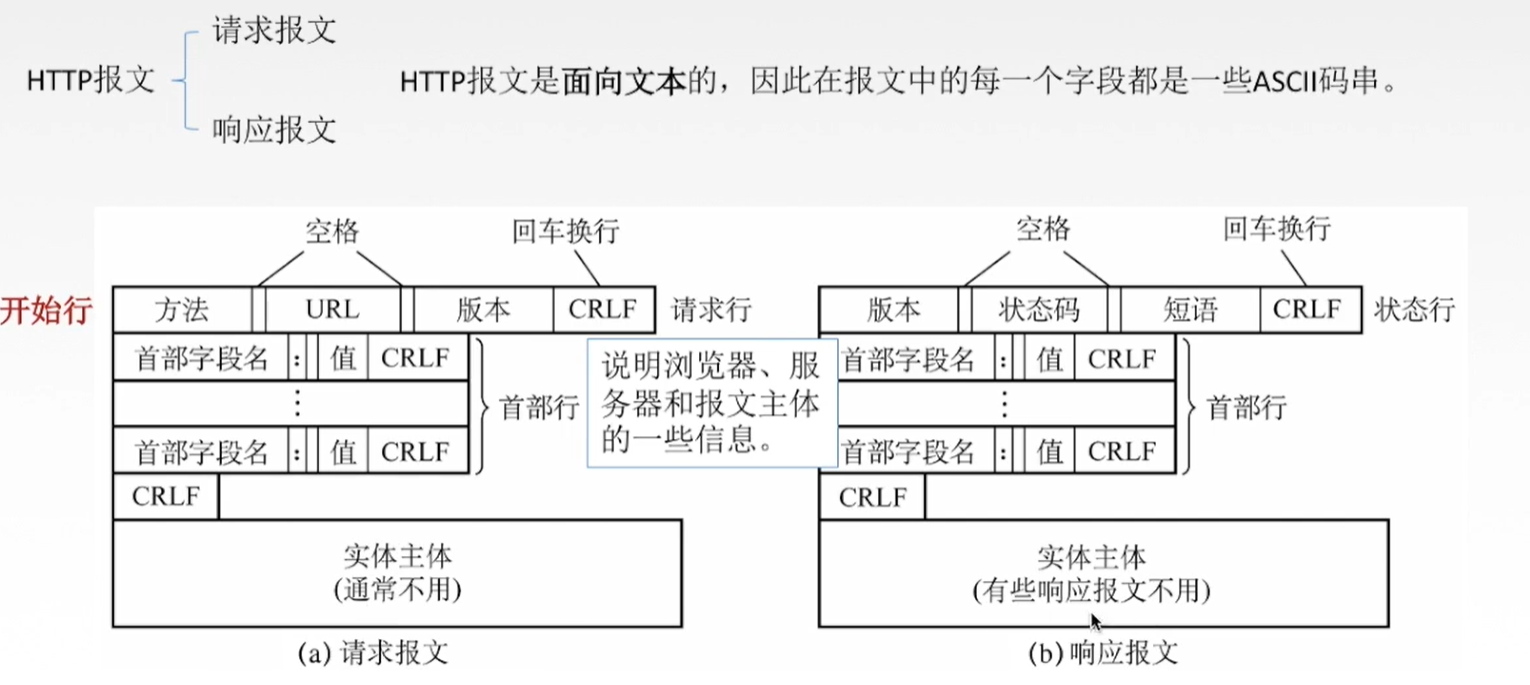 请求报文
HTTP报文
HTTP报文是面向文本的，因此在报文中的每一个字段都是一些ASCII码串。
响应报文
空格 回车换行
开始行 方法 URL 版本 CRLF 请求行
首部字段名 : 值 CRLF
⋮ 首部行
首部字段名 : 值 CRLF
CRLF
实体主体
(通常不用)
(a) 请求报文
说明浏览器、服
务器和报文主体
的一些信息。
空格 回车换行
版本 状态码 短语 CRLF 状态行
首部字段名 : 值 CRLF
⋮ 首部行
首部字段名 : 值 CRLF
CRLF
实体主体
(有些响应报文不用)
(b) 响应报文